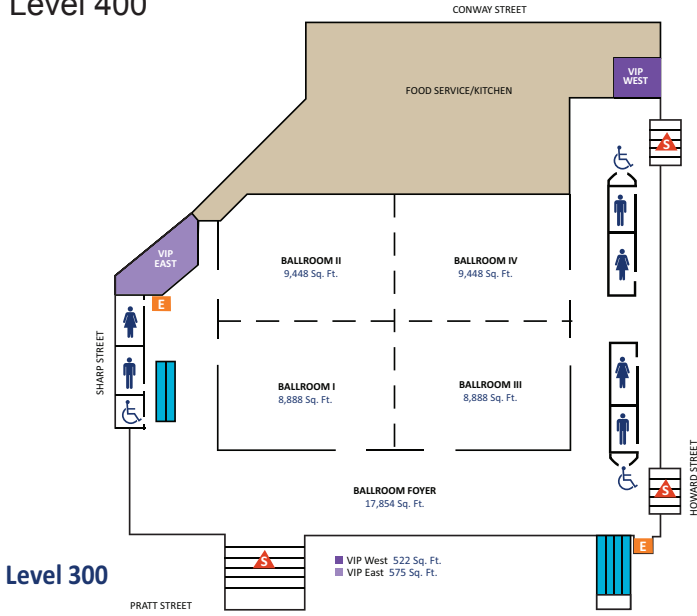 Level 400
CONWAY STREET
VIP
WEST
FOOD SERVICE/KITCHEN
S
VIP
EAST
BALLROOM II
9,448 Sq. Ft.
BALLROOM IV
9,448 Sq. Ft.
E
SHARP STREET
BALLROOM I
8,888 Sq. Ft.
BALLROOM III
8,888 Sq. Ft.
BALLROOM FOYER
17,854 Sq. Ft.
S
HOWARD STREET
S
E
VIP West 522 Sq. Ft.
VIP East 575 Sq. Ft.
Level 300
PRATT STREET